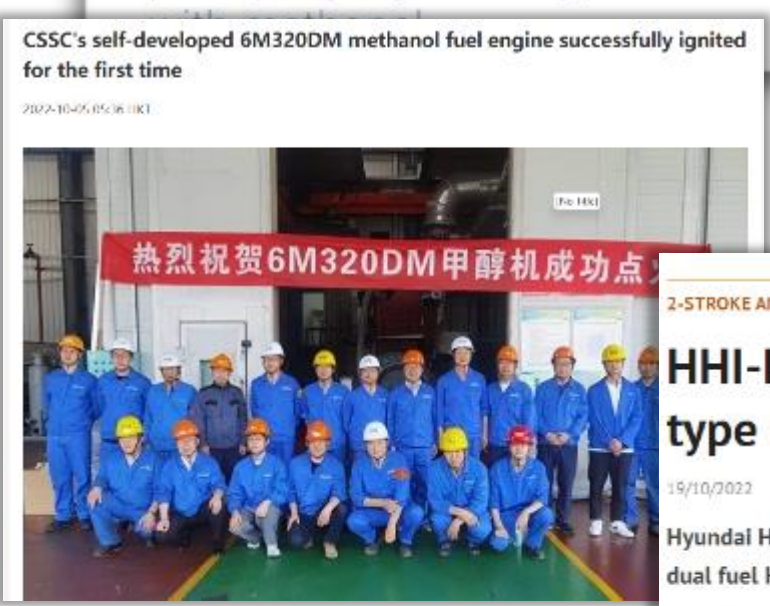 CSSC's self-developed 6M320DM methanol fuel engine successfully ignited
for the first time
热烈祝贺6M320DM甲醇机成功点
2-STROKE
HHI-
type
19/10/2022
Hyundai
dual fuel